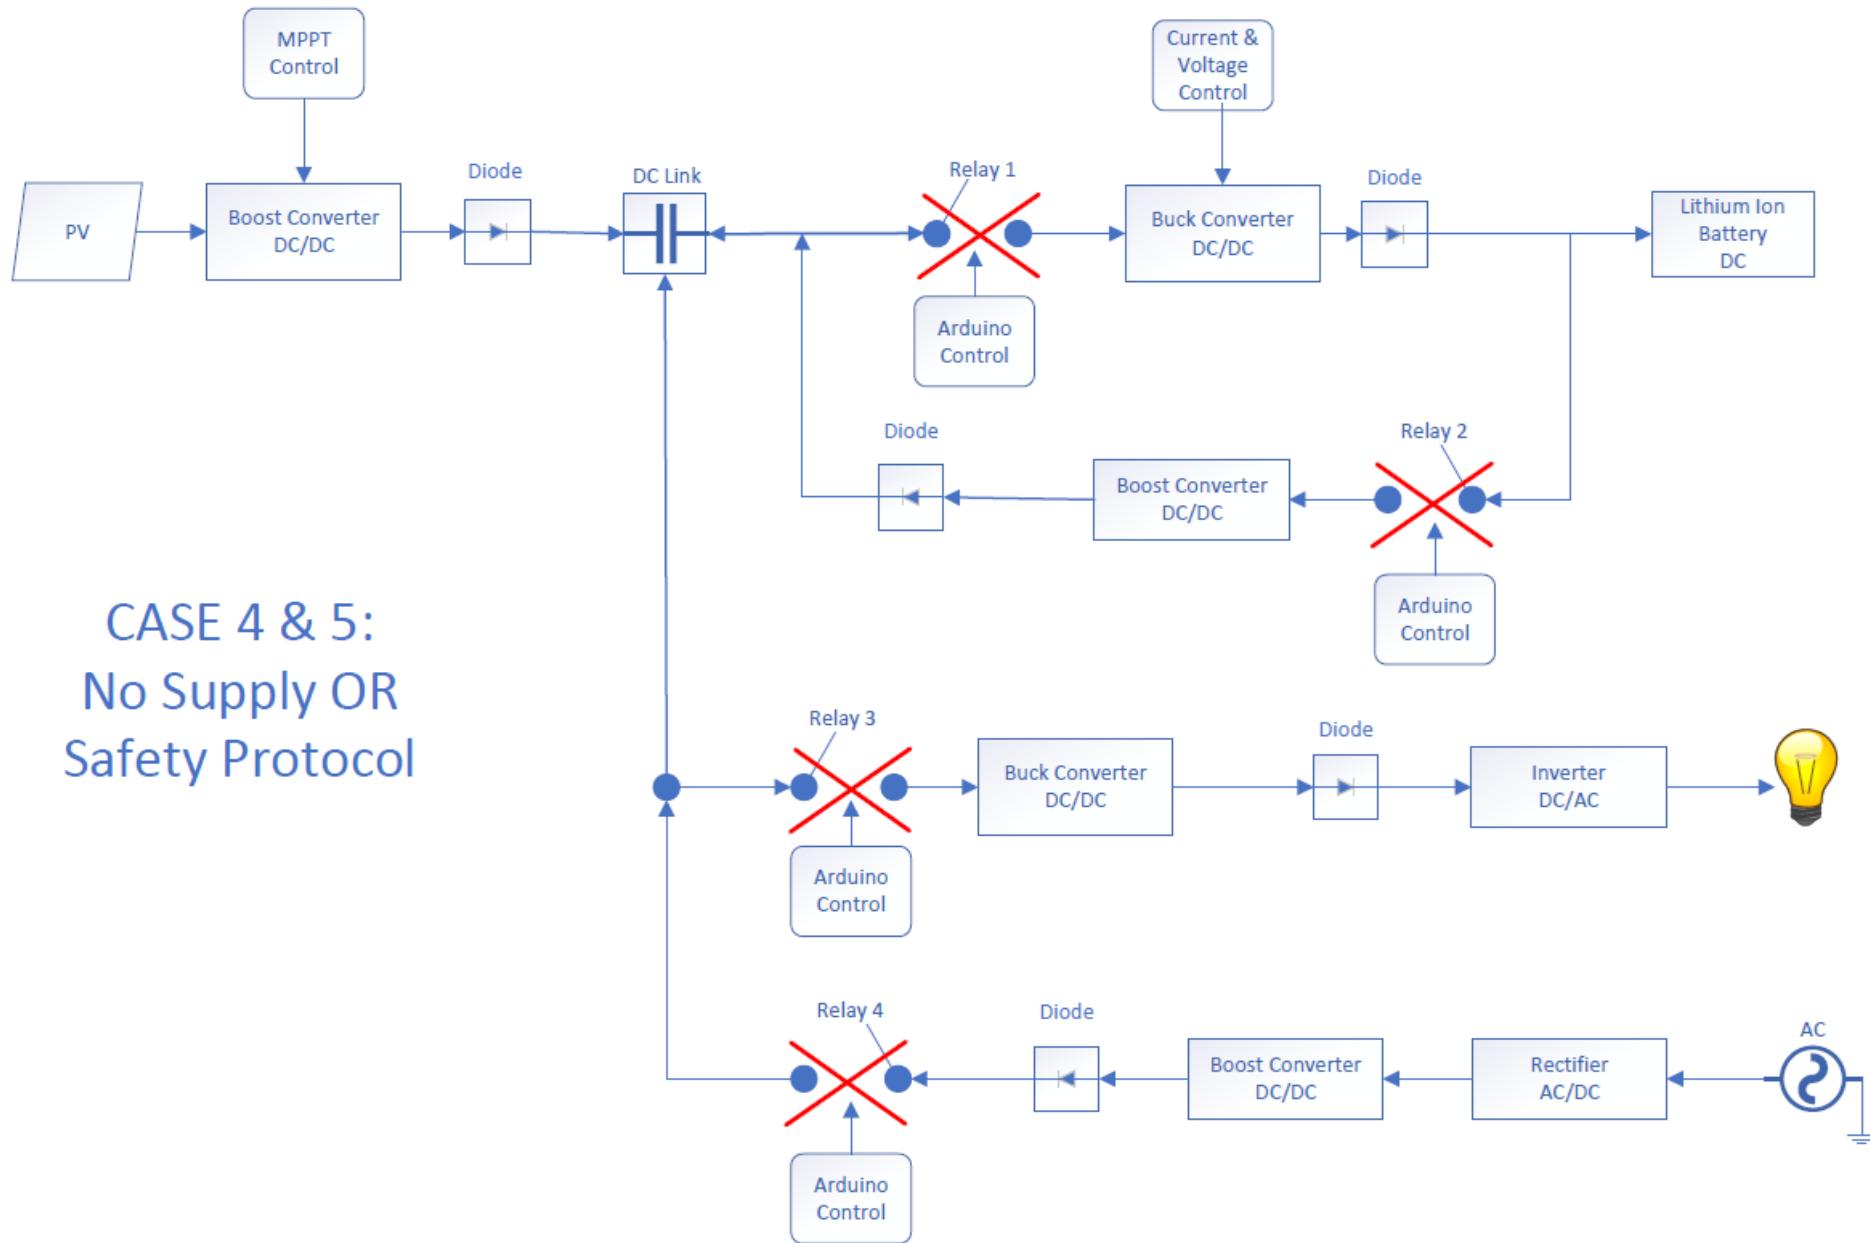 MPPT
Control
Current &
Voltage
Control
Diode
DC Link
Relay 1
Diode
PV
Boost Converter
DC/DC
Buck Converter
DC/DC
Lithium Ion
Battery
DC
Arduino
Control
Diode
Relay 2
Boost Converter
DC/DC
Arduino
Control
CASE 4 & 5:
No Supply OR
Safety Protocol
Relay 3
Diode
Buck Converter
DC/DC
Inverter
DC/AC
Arduino
Control
Relay 4
Diode
AC
Boost Converter
DC/DC
Rectifier
AC/DC
Arduino
Control